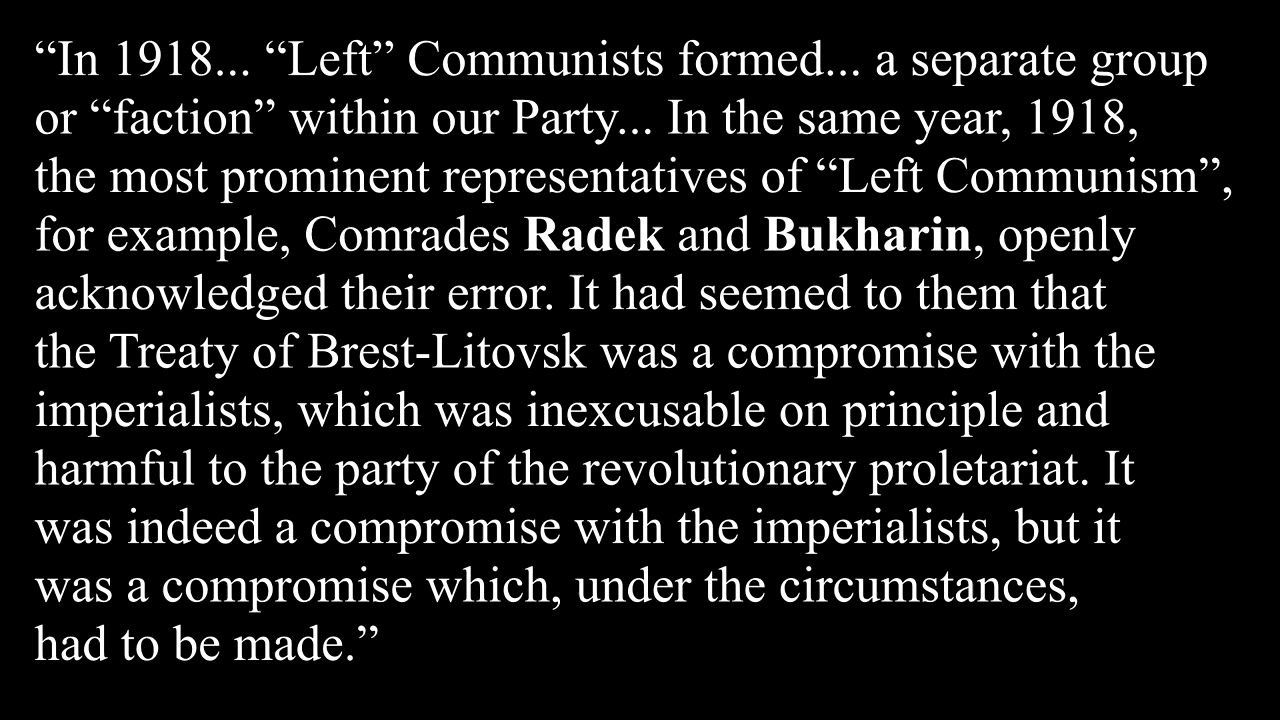 “In 1918... “Left” Communists formed... a separate group
or “faction” within our Party... In the same year, 1918,
the most prominent representatives of “Left Communism”,
for example, Comrades Radek and Bukharin, openly
acknowledged their error. It had seemed to them that
the Treaty of Brest-Litovsk was a compromise with the
imperialists, which was inexcusable on principle and
harmful to the party of the revolutionary proletariat. It
was indeed a compromise with the imperialists, but it
was a compromise which, under the circumstances,
had to be made.”